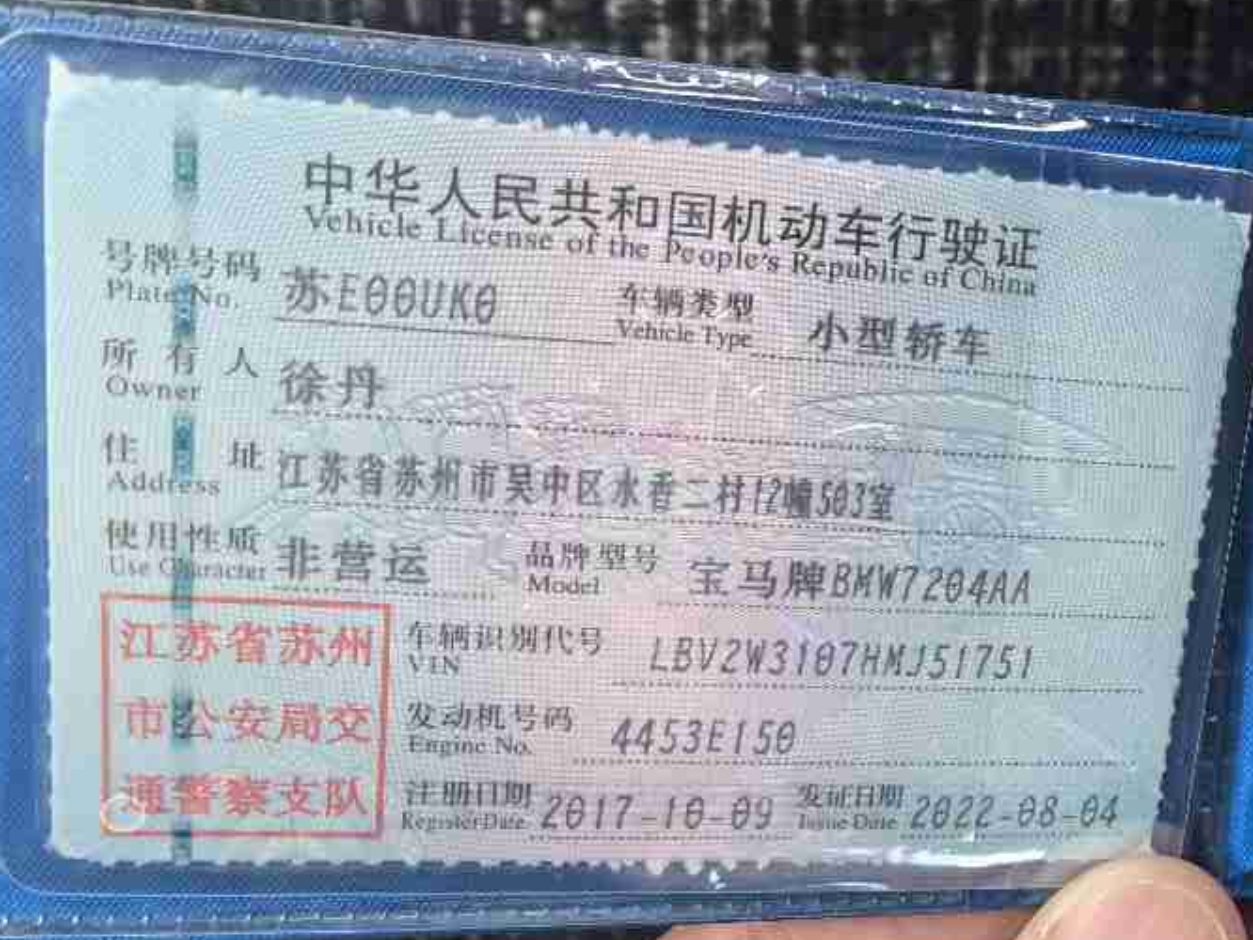 中华人民共和国机动车行驶证
Vehicle License of the People's Republic of China
号牌号码 苏E00UK0 车辆类型 小型轿车
Plate No. Vehicle Type
所有人 徐丹
Owner
住址 江苏省苏州市吴中区水香二村12幢503室
Address
使用性质 非营运 品牌型号 宝马牌BMW7204AA
Use Character Model
江苏省苏州
市公安局交
通警察支队
车辆识别代号 LBV2W3107HMJ51751
VIN
发动机号码 4453E150
Engine No.
注册日期 2017-10-09 发证日期 2022-08-04
Register Date Issue Date